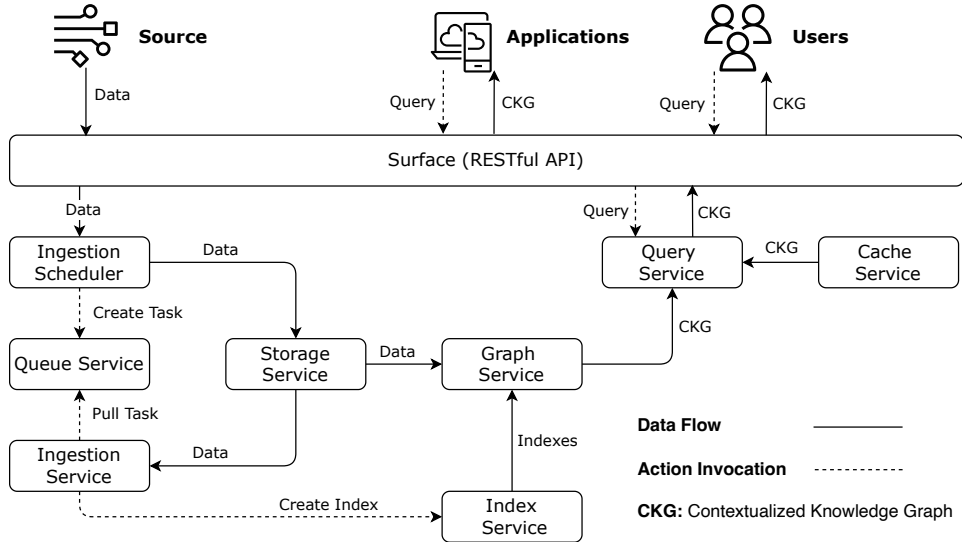 Source
Applications
Users
Data
Query
CKG
Query
CKG
Surface (RESTful API)
Data
Query
CKG
Ingestion
Scheduler
Data
Query
Service
CKG
Cache
Service
Create Task
CKG
Queue Service
Storage
Service
Data
Graph
Service
Pull Task
Ingestion
Service
Data
Indexes
Create Index
Index
Service
Data Flow
Action Invocation
CKG: Contextualized Knowledge Graph